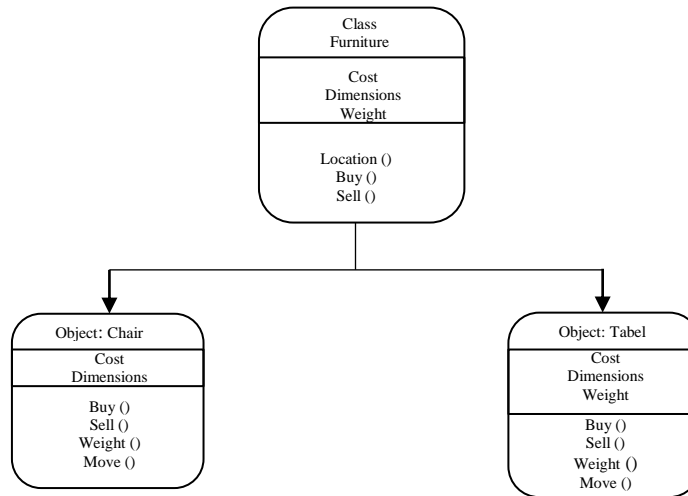 Class
Furniture
Cost
Dimensions
Weight
Location ()
Buy ()
Sell ()
Object: Chair
Cost
Dimensions
Buy ()
Sell ()
Weight ()
Move ()
Object: Tabel
Cost
Dimensions
Weight
Buy ()
Sell ()
Weight ()
Move ()